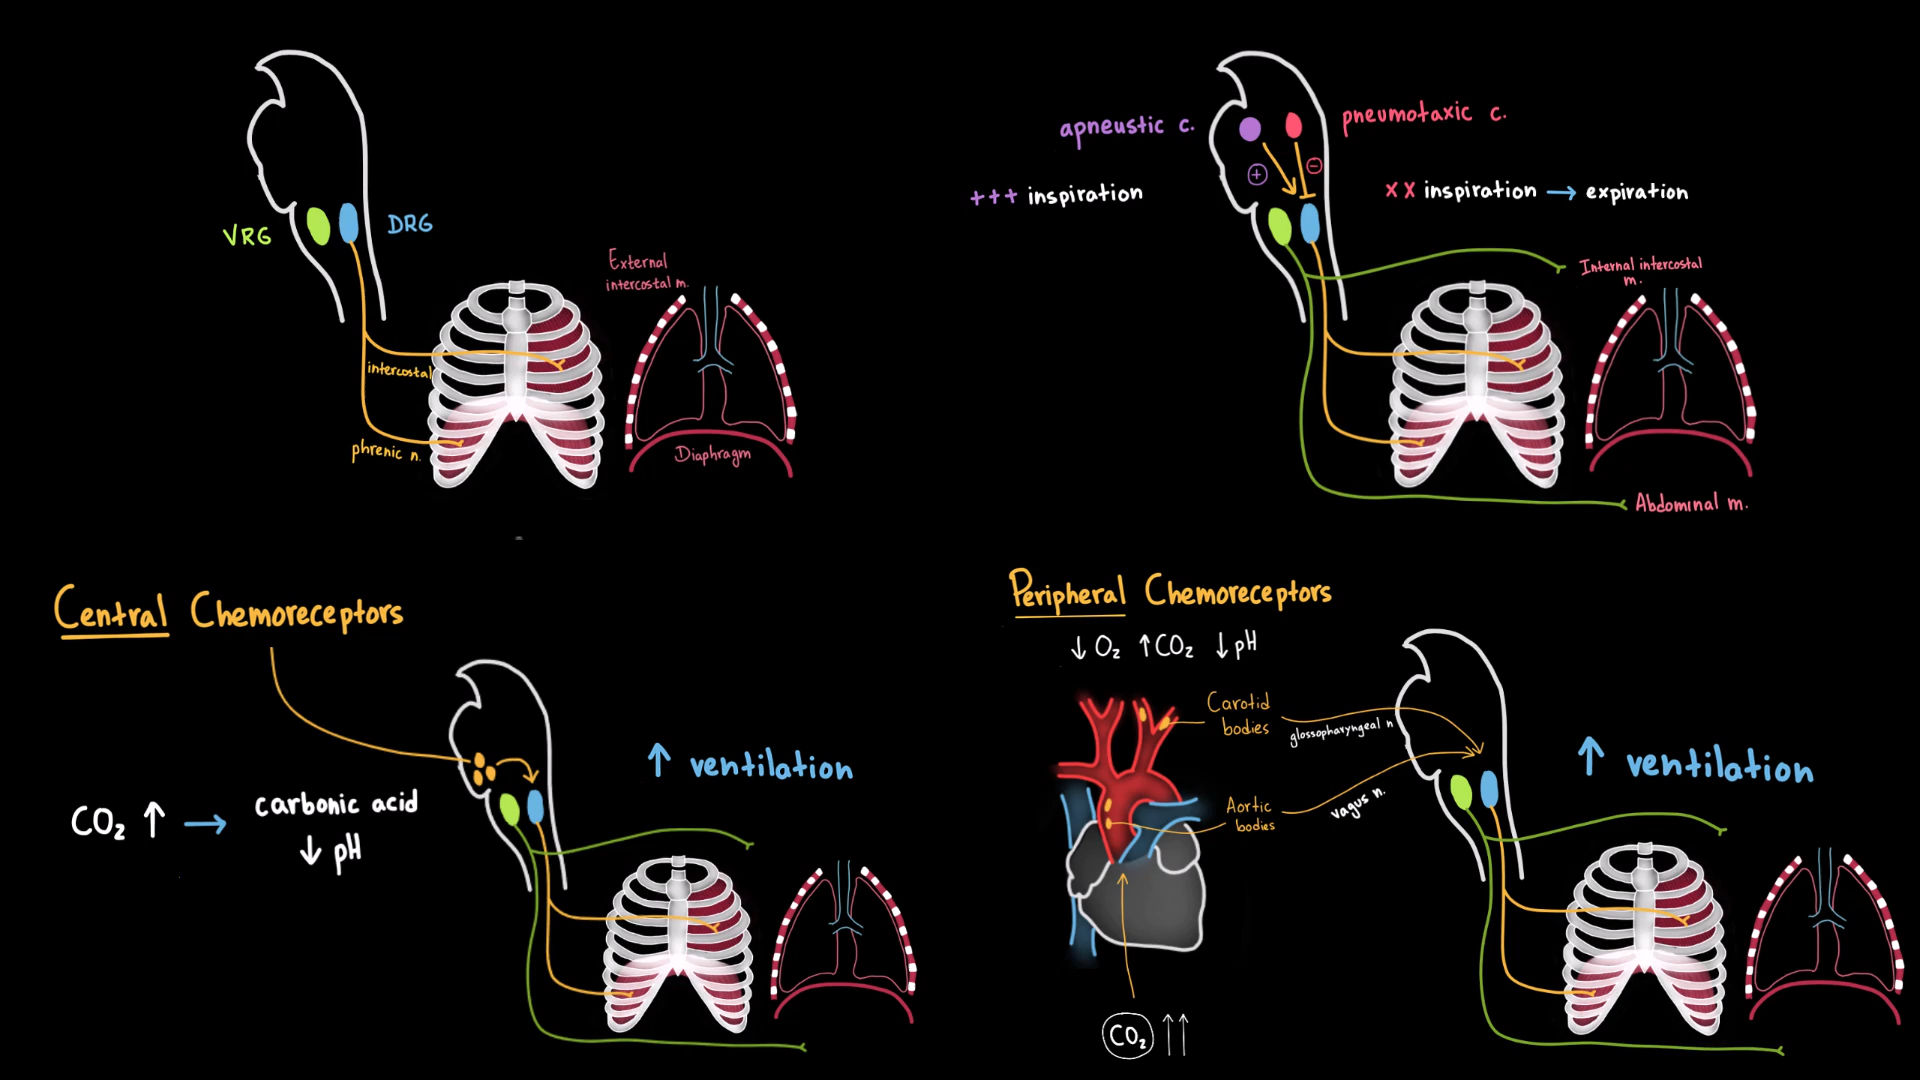 VRG
DRG
External
intercostal m.
intercostal
phrenic n.
Diaphragm
apneustic c.
pneumotaxic c.
+
-
+++ inspiration
x x inspiration → expiration
Internal intercostal
m.
Abdominal m.
Central Chemoreceptors
CO₂ ↑ →
carbonic acid
↓ pH
↑ ventilation
Peripheral Chemoreceptors
↓ O₂ ↑ CO₂ ↓ pH
Carotid
bodies
glossopharyngeal n
Aortic
bodies
vagus n.
↑ ventilation
CO₂ ↑↑